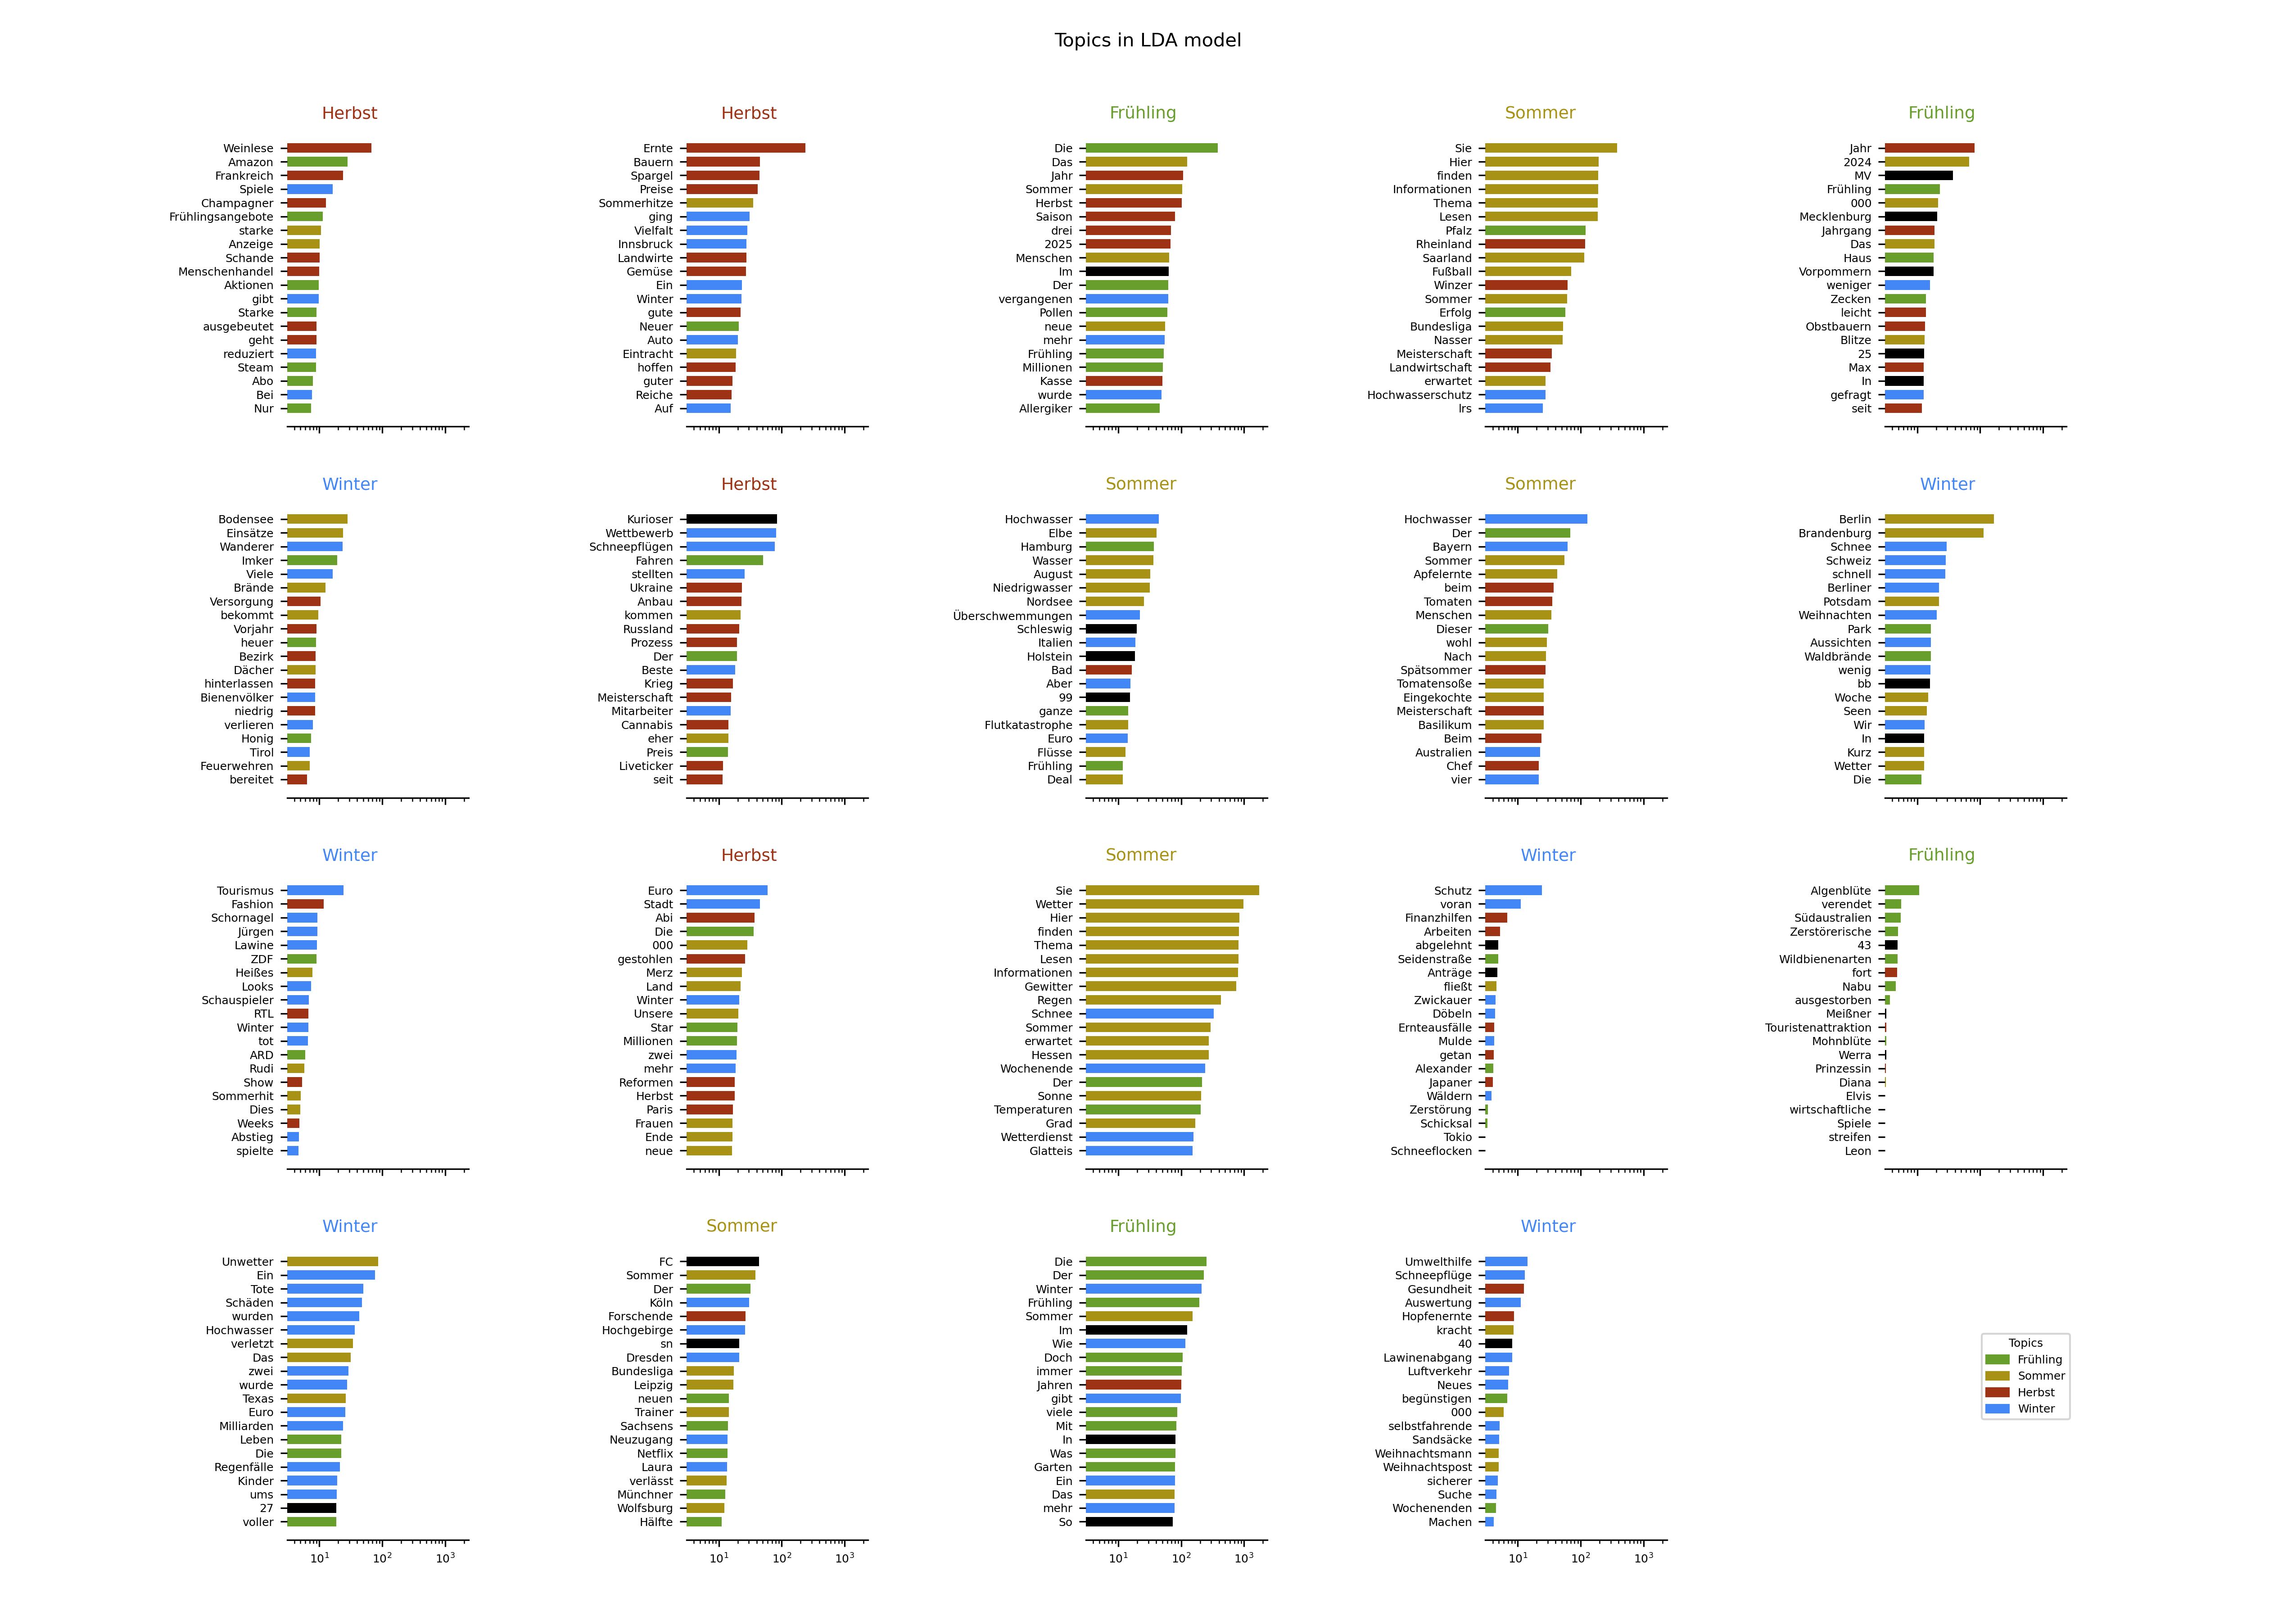 Topics in LDA model
Herbst
Weinlese
Amazon
Frankreich
Spiele
Champagner
Frühlingsangebote
starke
Anzeige
Schande
Menschenhandel
Aktionen
gibt
Starke
ausgebeutet
geht
reduziert
Steam
Abo
Bei
Nur
Herbst
Ernte
Bauern
Spargel
Preise
Sommerhitze
ging
Vielfalt
Innsbruck
Landwirte
Gemüse
Ein
Winter
gute
Neuer
Auto
Eintracht
hoffen
guter
Reiche
Auf
Frühling
Die
Das
Jahr
Sommer
Herbst
Saison
drei
2025
Menschen
Im
Der
vergangenen
Pollen
neue
mehr
Frühling
Millionen
Kasse
wurde
Allergiker
Sommer
Sie
Hier
finden
Informationen
Thema
Lesen
Pfalz
Rheinland
Saarland
Fußball
Winzer
Sommer
Erfolg
Bundesliga
Nasser
Meisterschaft
Landwirtschaft
erwartet
Hochwasserschutz
Irs
Frühling
Jahr
2024
MV
Frühling
000
Mecklenburg
Jahrgang
Das
Haus
Vorpommern
weniger
Zecken
leicht
Obstbauern
Blitze
25
Max
In
gefragt
seit
Winter
Bodensee
Einsätze
Wanderer
Imker
Viele
Brände
Versorgung
bekommt
Vorjahr
heuer
Bezirk
Dächer
hinterlassen
Bienenvölker
niedrig
verlieren
Honig
Tirol
Feuerwehren
bereitet
Herbst
Kurioser
Wettbewerb
Schneepflügen
Fahren
stellten
Ukraine
Anbau
kommen
Russland
Prozess
Der
Beste
Krieg
Meisterschaft
Mitarbeiter
Cannabis
eher
Preis
Liveticker
seit
Sommer
Hochwasser
Elbe
Hamburg
Wasser
August
Niedrigwasser
Nordsee
Überschwemmungen
Schleswig
Italien
Holstein
Bad
Aber
99
ganze
Flutkatastrophe
Euro
Flüsse
Frühling
Deal
Sommer
Hochwasser
Der
Bayern
Sommer
Apfelernte
beim
Tomaten
Menschen
Dieser
wohl
Nach
Spätsommer
Tomatensoße
Eingekochte
Meisterschaft
Basilikum
Beim
Australien
Chef
vier
Winter
Berlin
Brandenburg
Schnee
Schweiz
schnell
Berliner
Potsdam
Weihnachten
Park
Aussichten
Waldbrände
wenig
bb
Woche
Seen
Wir
In
Kurz
Wetter
Die
Winter
Tourismus
Fashion
Schornagel
Jürgen
Lawine
ZDF
Heißes
Looks
Schauspieler
RTL
Winter
tot
ARD
Rudi
Show
Sommerhit
Dies
Weeks
Abstieg
spielte
Herbst
Euro
Stadt
Abi
Die
000
gestohlen
Merz
Land
Winter
Unsere
Star
Millionen
zwei
mehr
Reformen
Herbst
Paris
Frauen
Ende
neue
Sommer
Sie
Wetter
Hier
finden
Thema
Lesen
Informationen
Gewitter
Regen
Schnee
Sommer
erwartet
Hessen
Wochenende
Der
Sonne
Temperaturen
Grad
Wetterdienst
Glatteis
Winter
Schutz
voran
Finanzhilfen
Arbeiten
abgelehnt
Seidenstraße
Anträge
fließt
Zwickauer
Döbeln
Ernteausfälle
Mulde
getan
Alexander
Japaner
Wäldern
Zerstörung
Schicksal
Tokio
Schneeflocken
Frühling
Algenblüte
verendet
Südaustralien
Zerstörerische
43
Wildbienenarten
fort
Nabu
ausgestorben
Meißner
Touristenattraktion
Mohnblüte
Werra
Prinzessin
Diana
Elvis
wirtschaftliche
Spiele
streifen
Leon
Winter
Unwetter
Ein
Tote
Schäden
wurden
Hochwasser
verletzt
Das
zwei
wurde
Texas
Euro
Milliarden
Leben
Die
Regenfälle
Kinder
ums
27
voller
10¹ 10² 10³
Sommer
FC
Sommer
Der
Köln
Forschende
Hochgebirge
sn
Dresden
Bundesliga
Leipzig
neuen
Trainer
Sachsens
Neuzugang
Netflix
Laura
verlässt
Münchner
Wolfsburg
Hälfte
10¹ 10² 10³
Frühling
Die
Der
Winter
Frühling
Sommer
Im
Wie
Doch
immer
Jahren
gibt
viele
Mit
In
Was
Garten
Ein
Das
mehr
So
10¹ 10² 10³
Winter
Umwelthilfe
Schneepflüge
Gesundheit
Auswertung
Hopfenernte
kracht
40
Lawinenabgang
Luftverkehr
Neues
begünstigen
000
selbstfahrende
Sandsäcke
Weihnachtsmann
Weihnachtspost
sicherer
Suche
Wochenenden
Machen
10¹ 10² 10³
Topics
Frühling
Sommer
Herbst
Winter